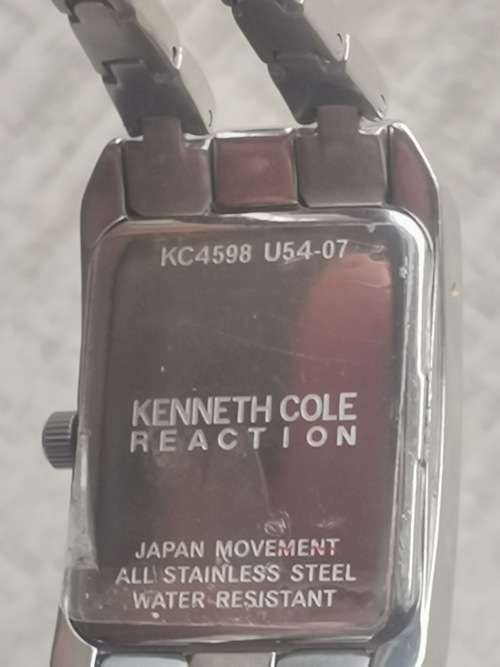 KC4598 U54-07
KENNETH COLE
REACTION
JAPAN MOVEMENT
ALL STAINLESS STEEL
WATER RESISTANT